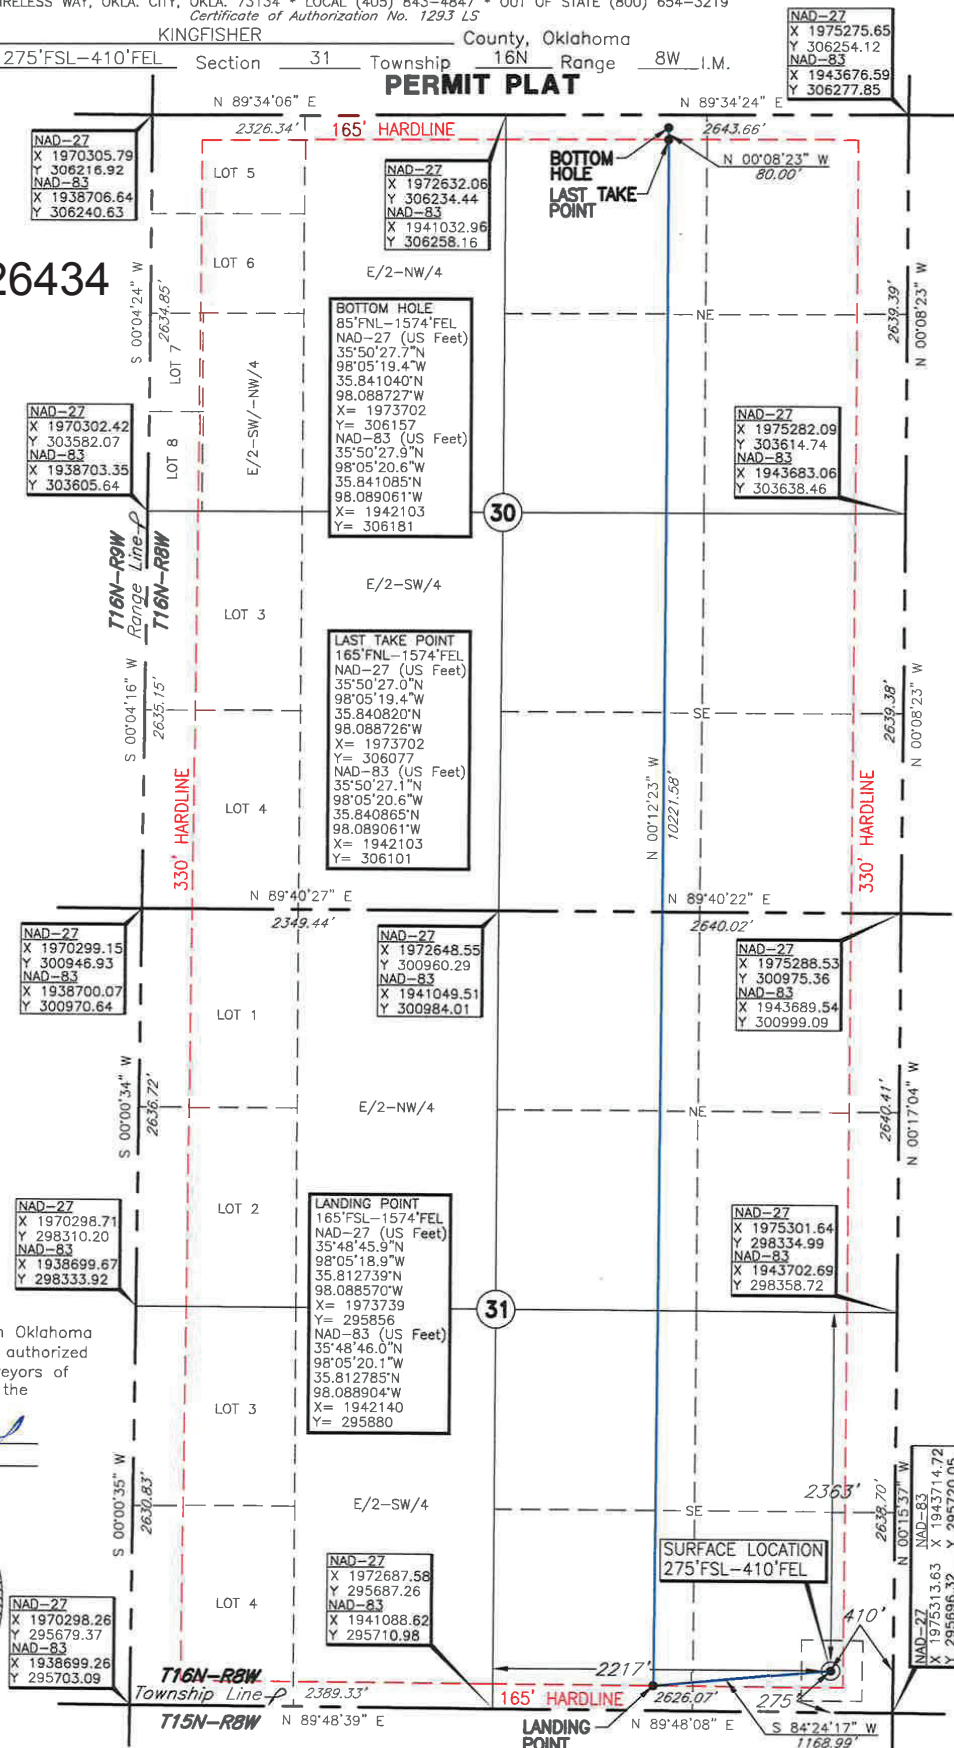 IRELESS WAY, OKLA. CITY, OKLA. 73134 * LOCAL (405) 843-4847 * OUT OF STATE (800) 654-3219
Certificate of Authorization No. 1293 LS
KINGFISHER County, Oklahoma
275'FSL-410'FEL Section 31 Township 16N Range 8W I.M.
PERMIT PLAT
NAD-27
X 1975275.65
Y 306254.12
NAD-83
X 1943676.59
Y 306277.85
N 89°34'06" E
N 89°34'24" E
2326.34'
165' HARDLINE
2643.66'
NAD-27
X 1970305.79
Y 306216.92
NAD-83
X 1938706.64
Y 306240.63
LOT 5
NAD-27
X 1972632.06
Y 306234.44
NAD-83
X 1941032.96
Y 306258.16
BOTTOM
HOLE
LAST TAKE
POINT
N 00°08'23" W
80.00'
26434
LOT 6
E/2-NW/4
S 00°04'24" W
2634.85'
LOT 7
LOT 8
E/2-SW/-NW/4
BOTTOM HOLE
85'FNL-1574'FEL
NAD-27 (US Feet)
35°50'27.7"N
98°05'19.4"W
35.841040°N
98.088727°W
X= 1973702
Y= 306157
NAD-83 (US Feet)
35°50'27.9"N
98°05'20.6"W
35.841085°N
98.089061°W
X= 1942103
Y= 306181
NE
2639.39'
N 00°08'23" W
NAD-27
X 1970302.42
Y 303582.07
NAD-83
X 1938703.35
Y 303605.64
NAD-27
X 1975282.09
Y 303614.74
NAD-83
X 1943683.06
Y 303638.46
30
T16N-R9W
Range Line
T16N-R8W
E/2-SW/4
LOT 3
LAST TAKE POINT
165'FNL-1574'FEL
NAD-27 (US Feet)
35°50'27.0"N
98°05'19.4"W
35.840820°N
98.088726°W
X= 1973702
Y= 306077
NAD-83 (US Feet)
35°50'27.1"N
98°05'20.6"W
35.840865°N
98.089061°W
X= 1942103
Y= 306101
S 00°04'16" W
2635.15'
SE
2639.38'
N 00°08'23" W
LOT 4
330' HARDLINE
N 00°12'23" W
10221.58'
330' HARDLINE
N 89°40'27" E
2349.44'
N 89°40'22" E
2640.02'
NAD-27
X 1970299.15
Y 300946.93
NAD-83
X 1938700.07
Y 300970.64
NAD-27
X 1972648.55
Y 300960.29
NAD-83
X 1941049.51
Y 300984.01
NAD-27
X 1975288.53
Y 300975.36
NAD-83
X 1943689.54
Y 300999.09
LOT 1
E/2-NW/4
NE
S 00°00'34" W
2636.72'
2640.41'
N 00°17'04" W
LOT 2
NAD-27
X 1970298.71
Y 298310.20
NAD-83
X 1938699.67
Y 298333.92
LANDING POINT
165'FSL-1574'FEL
NAD-27 (US Feet)
35°48'45.9"N
98°05'18.9"W
35.812739°N
98.088570°W
X= 1973739
Y= 295856
NAD-83 (US Feet)
35°48'46.0"N
98°05'20.1"W
35.812785°N
98.088904°W
X= 1942140
Y= 295880
NAD-27
X 1975301.64
Y 298334.99
NAD-83
X 1943702.69
Y 298358.72
31
Oklahoma
authorized
eyors of
the
LOT 3
E/2-SW/4
S 00°00'35" W
2630.83'
SE
2363'
2638.70'
N 00°15'37" W
NAD-27
X 1975313.63
Y 295696.32
NAD-83
X 1943714.72
Y 295720.05
SURFACE LOCATION
275'FSL-410'FEL
NAD-27
X 1972687.58
Y 295687.26
NAD-83
X 1941088.62
Y 295710.98
LOT 4
NAD-27
X 1970298.26
Y 295679.37
NAD-83
X 1938699.26
Y 295703.09
410'
2217'
T16N-R8W
Township Line
T15N-R8W
2389.33'
N 89°48'39" E
165' HARDLINE
2626.07'
275'
LANDING
POINT
N 89°48'08" E
S 84°24'17" W
1168.99'